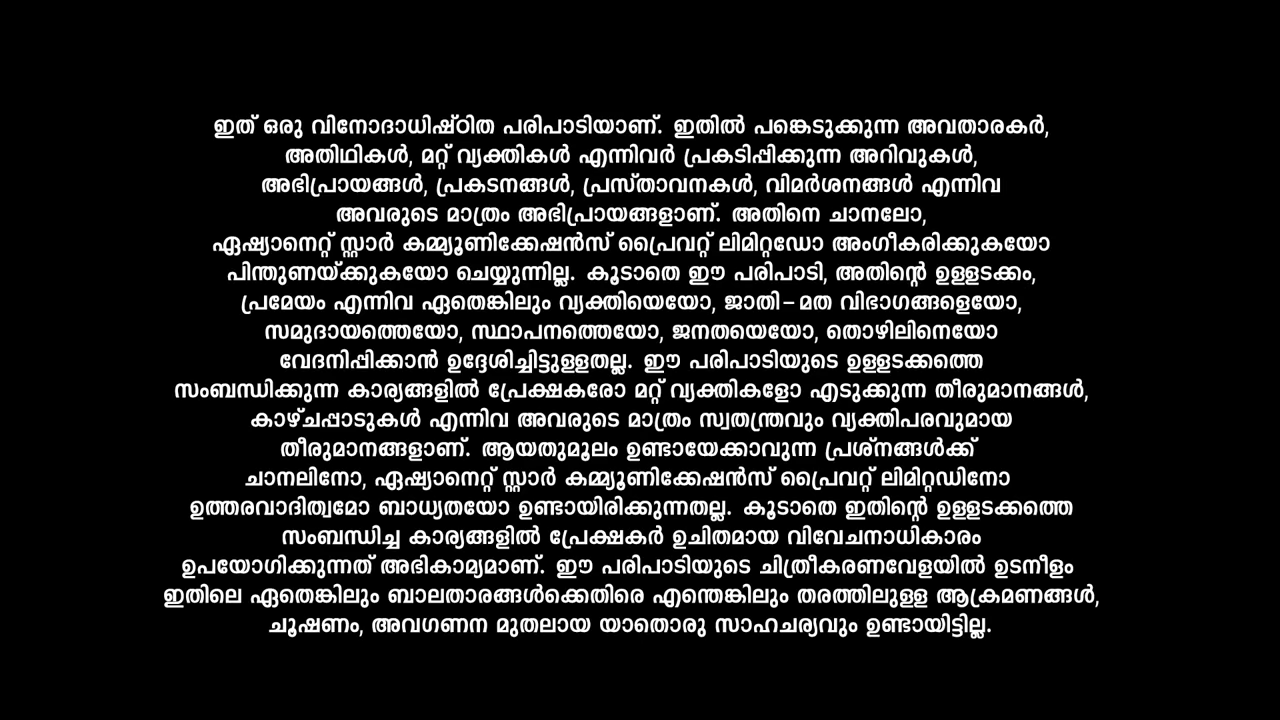 ഇത് ഒരു വിനോദാധിഷ്ഠിത പരിപാടിയാണ്. ഇതിൽ പങ്കെടുക്കുന്ന അവതാരകർ,
അതിഥികൾ, മറ്റ് വ്യക്തികൾ എന്നിവർ പ്രകടിപ്പിക്കുന്ന അറിവുകൾ,
അഭിപ്രായങ്ങൾ, പ്രകടനങ്ങൾ, പ്രസ്താവനകൾ, വിമർശനങ്ങൾ എന്നിവ
അവരുടെ മാത്രം അഭിപ്രായങ്ങളാണ്. അതിനെ ചാനലോ,
ഏഷ്യാനെറ്റ് സ്റ്റാർ കമ്മ്യൂണിക്കേഷൻസ് പ്രൈവറ്റ് ലിമിറ്റഡോ അംഗീകരിക്കുകയോ
പിന്തുണയ്ക്കുകയോ ചെയ്യുന്നില്ല. കൂടാതെ ഈ പരിപാടി, അതിന്റെ ഉള്ളടക്കം,
പ്രമേയം എന്നിവ ഏതെങ്കിലും വ്യക്തിയെയോ, ജാതി – മത വിഭാഗങ്ങളെയോ,
സമുദായത്തെയോ, സ്ഥാപനത്തെയോ, ജനതയെയോ, തൊഴിലിനെയോ
വേദനിപ്പിക്കാൻ ഉദ്ദേശിച്ചിട്ടുള്ളതല്ല. ഈ പരിപാടിയുടെ ഉള്ളടക്കത്തെ
സംബന്ധിക്കുന്ന കാര്യങ്ങളിൽ പ്രേക്ഷകരോ മറ്റ് വ്യക്തികളോ എടുക്കുന്ന തീരുമാനങ്ങൾ,
കാഴ്ചപ്പാടുകൾ എന്നിവ അവരുടെ മാത്രം സ്വതന്ത്രവും വ്യക്തിപരവുമായ
തീരുമാനങ്ങളാണ്. ആയതുമൂലം ഉണ്ടായേക്കാവുന്ന പ്രശ്നങ്ങൾക്ക്
ചാനലിനോ, ഏഷ്യാനെറ്റ് സ്റ്റാർ കമ്മ്യൂണിക്കേഷൻസ് പ്രൈവറ്റ് ലിമിറ്റഡിനോ
ഉത്തരവാദിത്വമോ ബാധ്യതയോ ഉണ്ടായിരിക്കുന്നതല്ല. കൂടാതെ ഇതിന്റെ ഉള്ളടക്കത്തെ
സംബന്ധിച്ച കാര്യങ്ങളിൽ പ്രേക്ഷകർ ഉചിതമായ വിവേചനാധികാരം
ഉപയോഗിക്കുന്നത് അഭികാമ്യമാണ്. ഈ പരിപാടിയുടെ ചിത്രീകരണവേളയിൽ ഉടനീളം
ഇതിലെ ഏതെങ്കിലും ബാലതാരങ്ങൾക്കെതിരെ എന്തെങ്കിലും തരത്തിലുള്ള ആക്രമണങ്ങൾ,
ചൂഷണം, അവഗണന മുതലായ യാതൊരു സാഹചര്യവും ഉണ്ടായിട്ടില്ല.